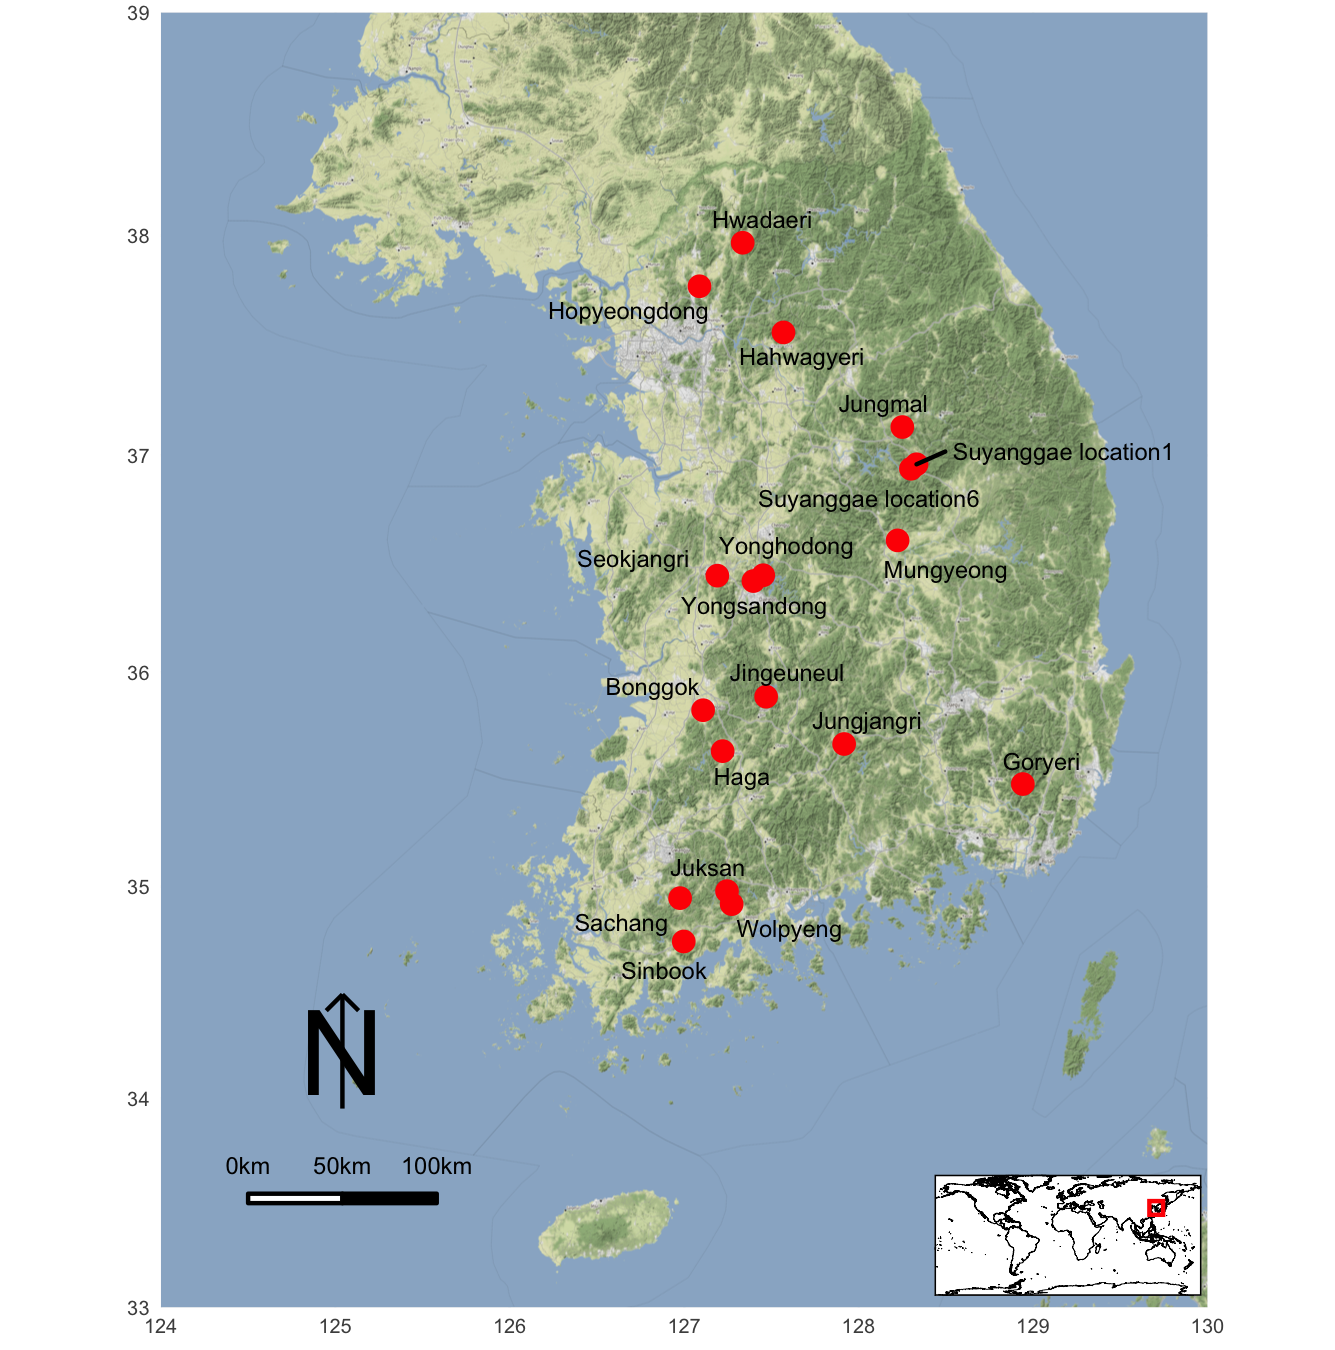 39
Hwadaeri
38
Hopyeongdong
Hahwagyeri
Jungmal
37
Suyanggae location1
Suyanggae location6
Yonghodong
Seokjangri
Mungyeong
Yongsandong
36
Jingeuneul
Bonggok
Jungjangri
Goryeri
Haga
35
Juksan
Sachang
Wolpyeng
Sinbook
N
34
0km 50km 100km
33
124 125 126 127 128 129 130